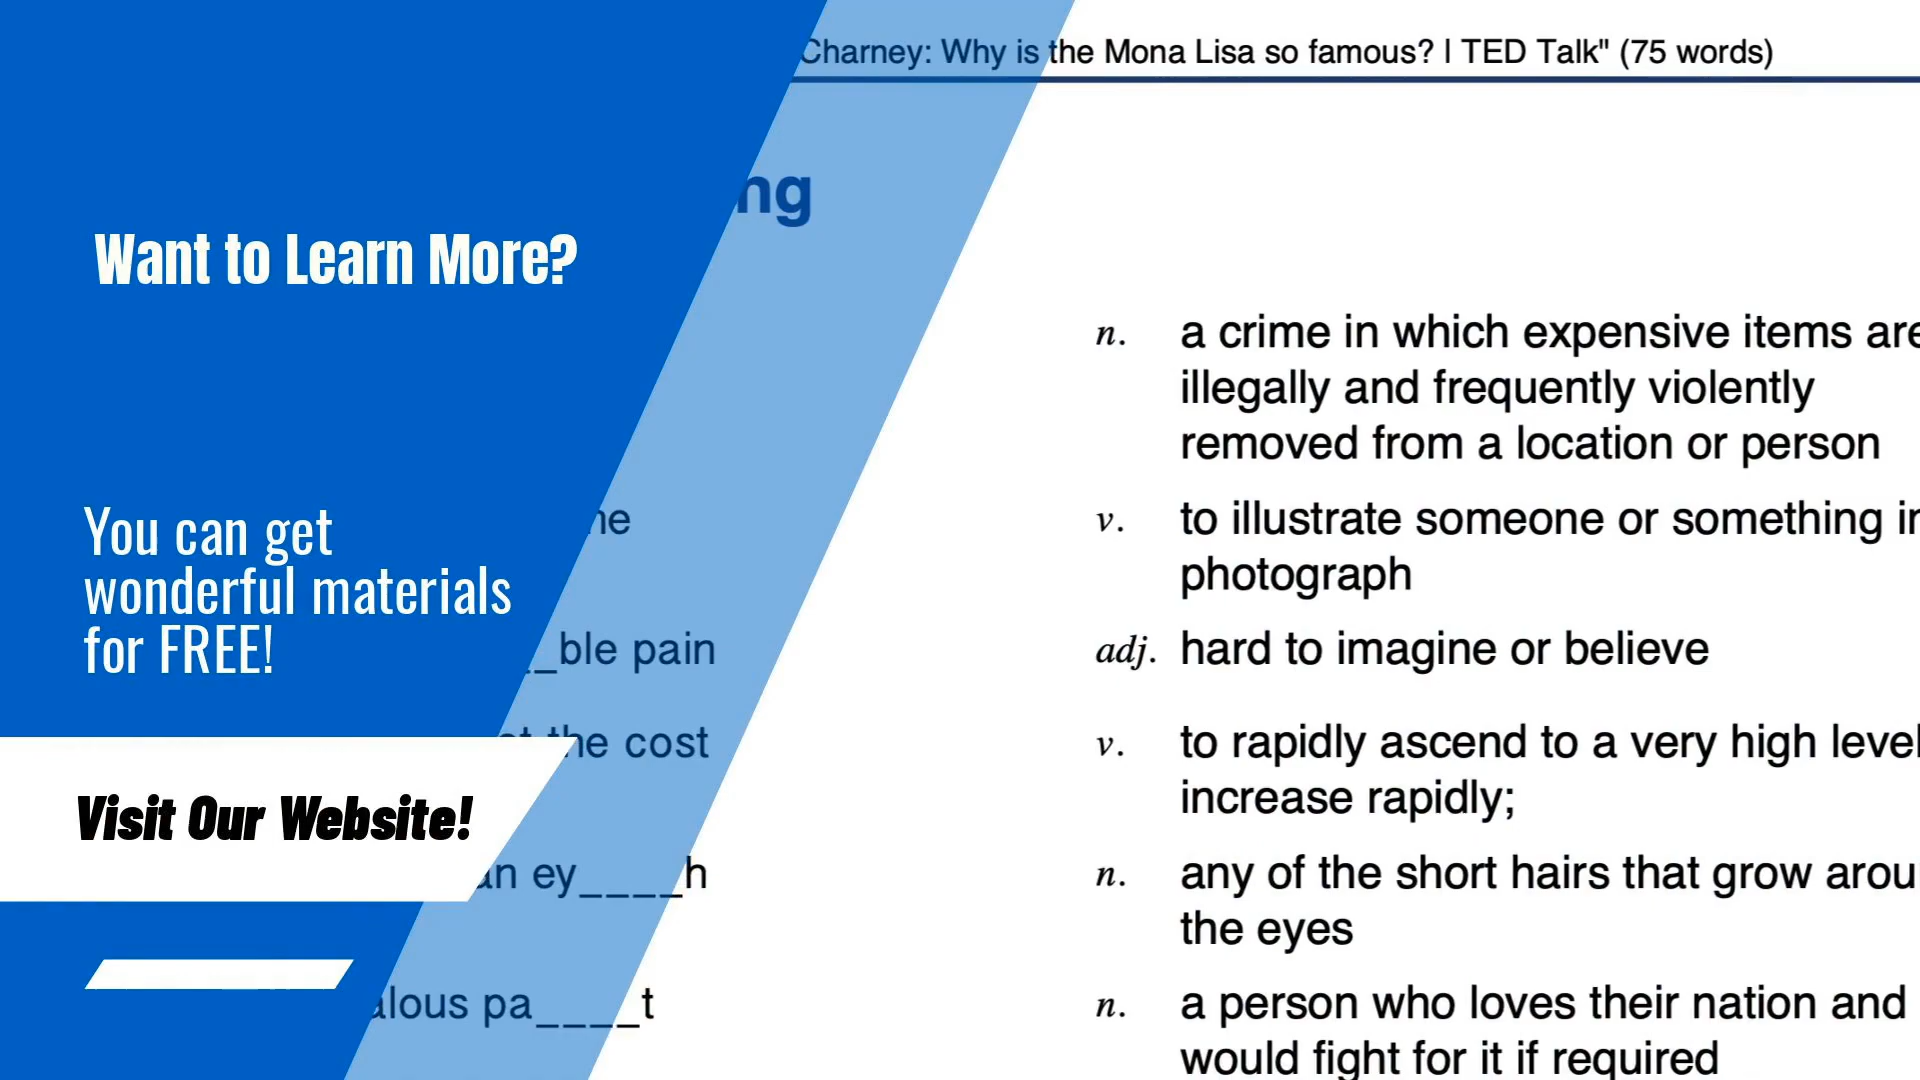 Charney: Why is the Mona Lisa so famous? | TED Talk" (75 words)
ng
Want to Learn More?
You can get
wonderful materials
for FREE!
Visit Our Website!
n. a crime in which expensive items are
illegally and frequently violently
removed from a location or person
v. to illustrate someone or something in
photograph
_ble pain adj. hard to imagine or believe
the cost v. to rapidly ascend to a very high level
increase rapidly;
an ey____h n. any of the short hairs that grow arou
the eyes
alous pa____t n. a person who loves their nation and
would fight for it if required